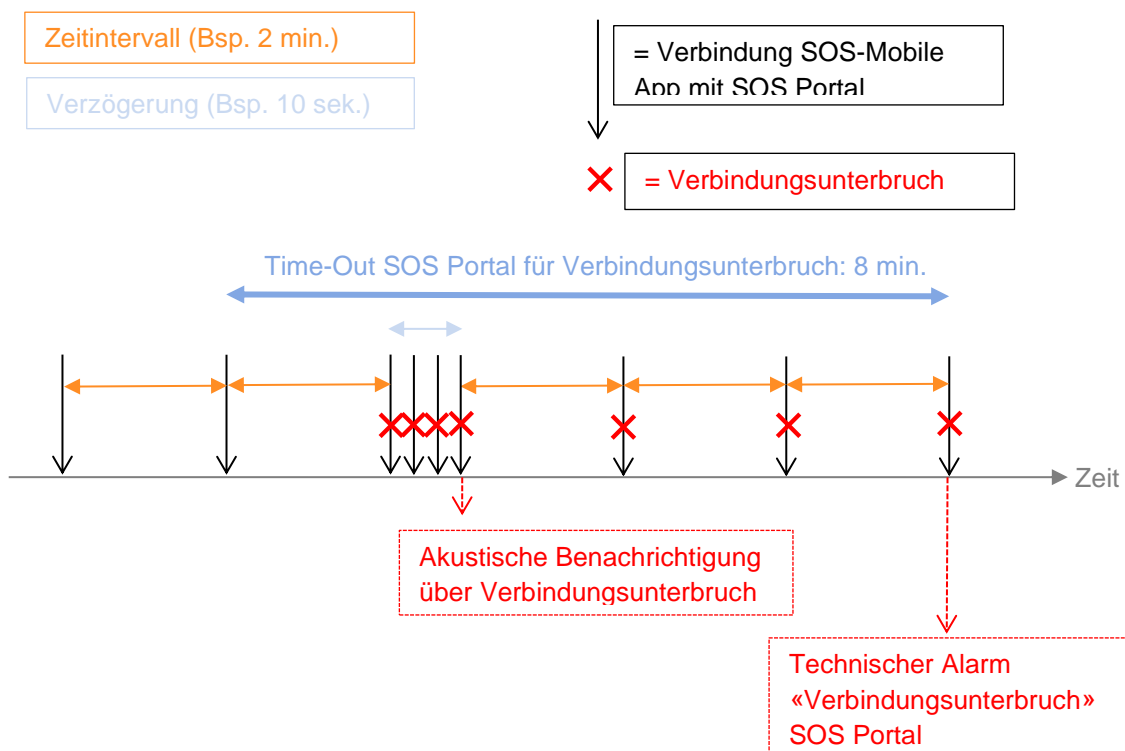 Zeitintervall (Bsp. 2 min.)
Verzögerung (Bsp. 10 sek.)
= Verbindung SOS-Mobile
App mit SOS Portal
= Verbindungsunterbruch
Time-Out SOS Portal für Verbindungsunterbruch: 8 min.
Zeit
Akustische Benachrichtigung
über Verbindungsunterbruch
Technischer Alarm
«Verbindungsunterbruch»
SOS Portal